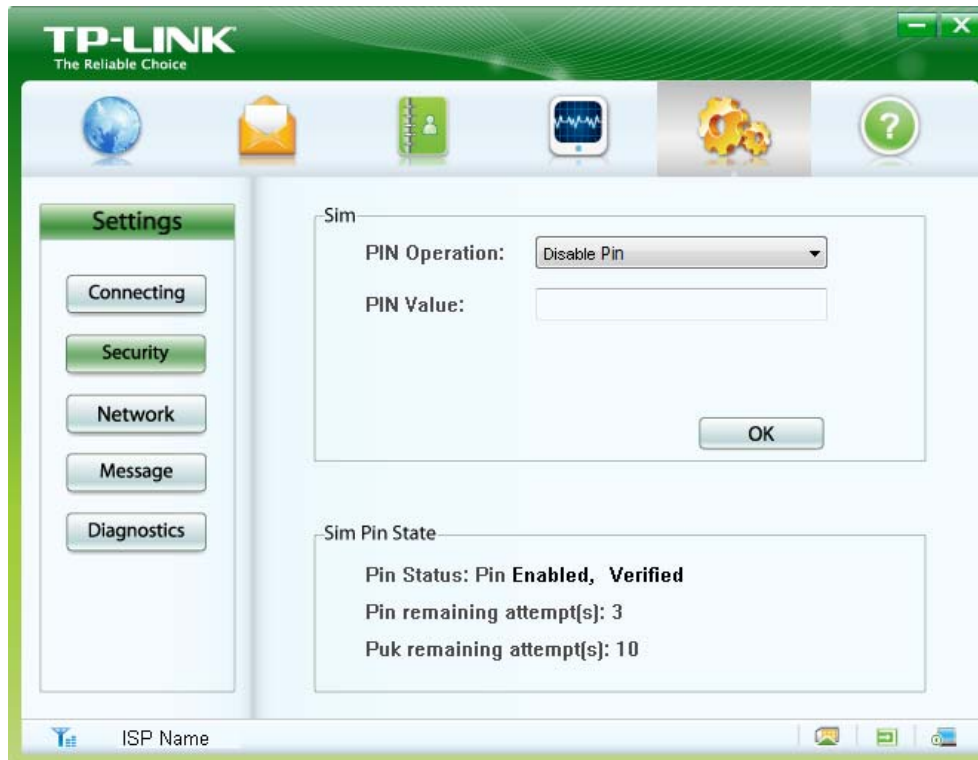 TP-LINK
The Reliable Choice
?
Settings
Connecting
Security
Network
Message
Diagnostics
Sim
PIN Operation: Disable Pin
PIN Value:
OK
Sim Pin State
Pin Status: Pin Enabled, Verified
Pin remaining attempt(s): 3
Puk remaining attempt(s): 10
ISP Name